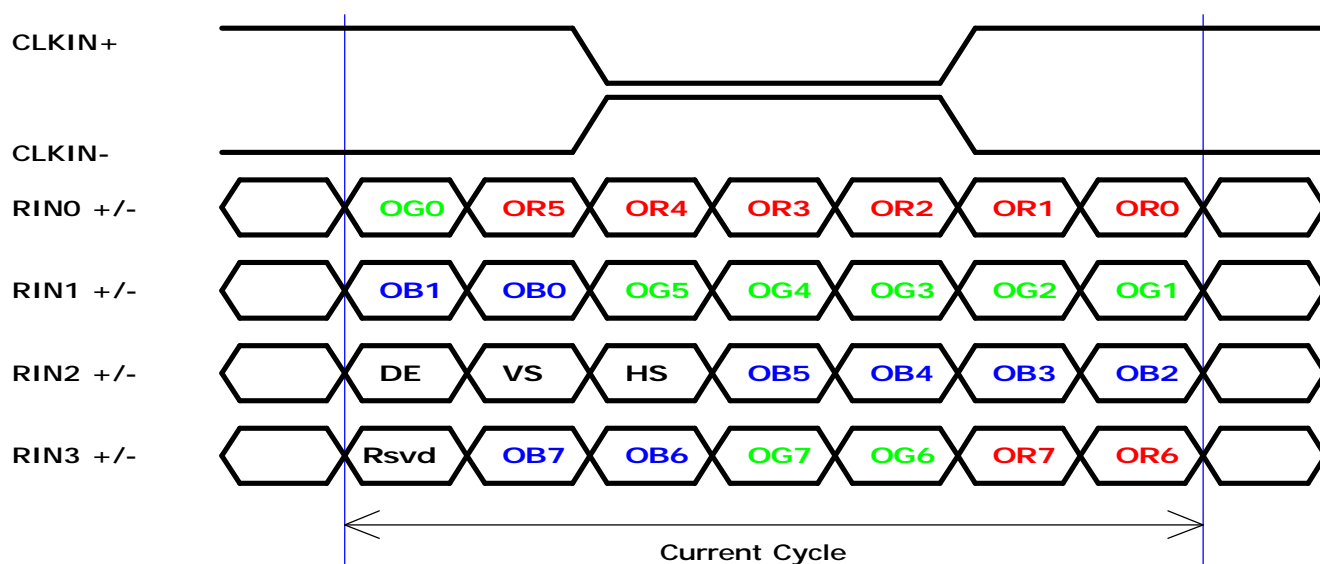 CLKIN+
CLKIN-
RIN0 +/- OG0 OR5 OR4 OR3 OR2 OR1 OR0
RIN1 +/- OB1 OB0 OG5 OG4 OG3 OG2 OG1
RIN2 +/- DE VS HS OB5 OB4 OB3 OB2
RIN3 +/- Rsvd OB7 OB6 OG7 OG6 OR7 OR6
Current Cycle